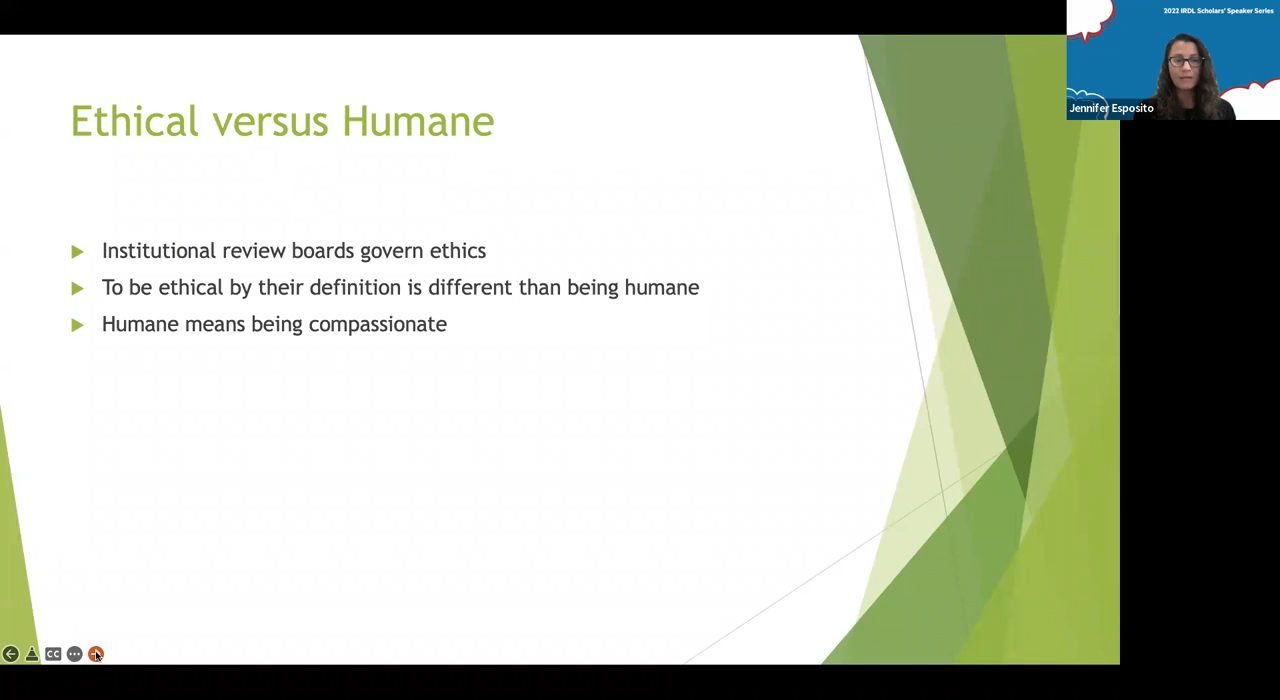 2022 IRDL Scholars' Speaker Series
Jennifer Esposito
Ethical versus Humane
Institutional review boards govern ethics
To be ethical by their definition is different than being humane
Humane means being compassionate
CC